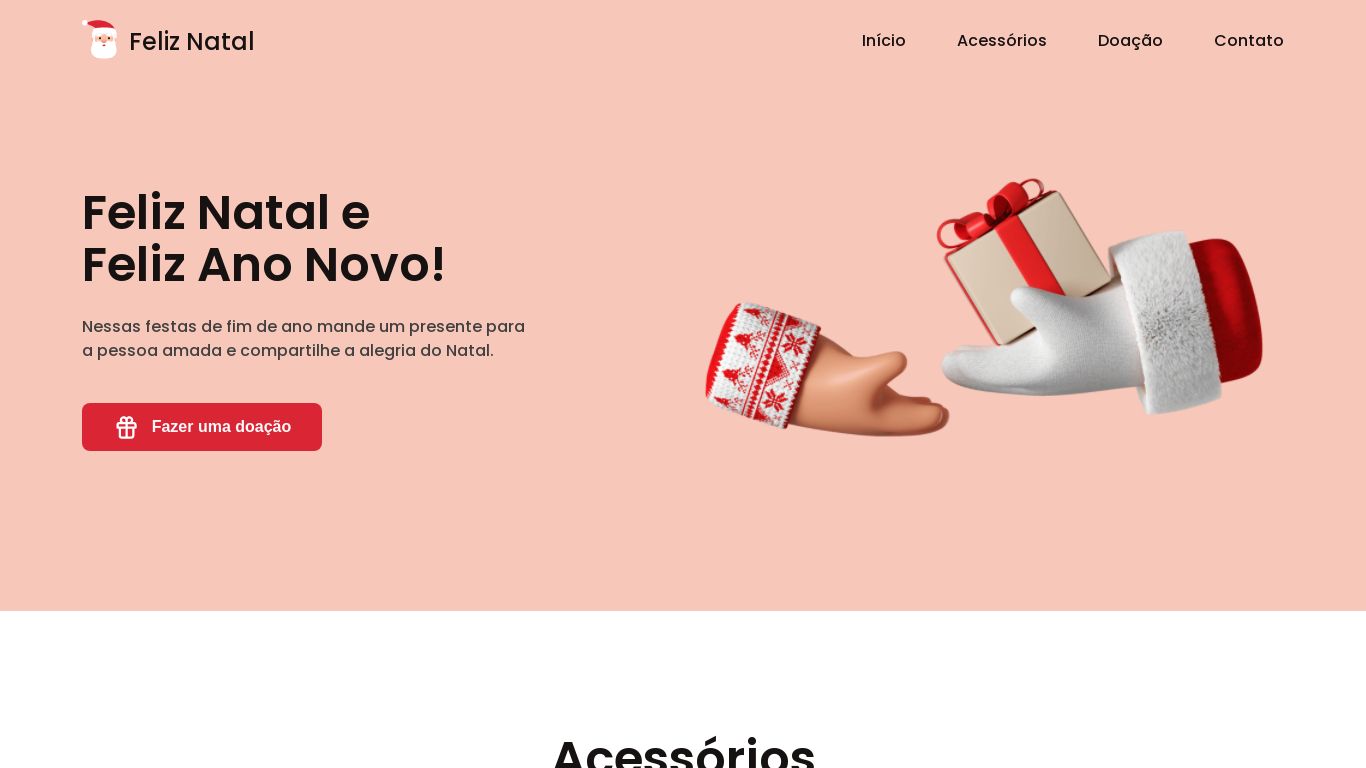 Feliz Natal
Início
Acessórios
Doação
Contato
Feliz Natal e
Feliz Ano Novo!
Nessas festas de fim de ano mande um presente para
a pessoa amada e compartilhe a alegria do Natal.
Fazer uma doação
Acessórios